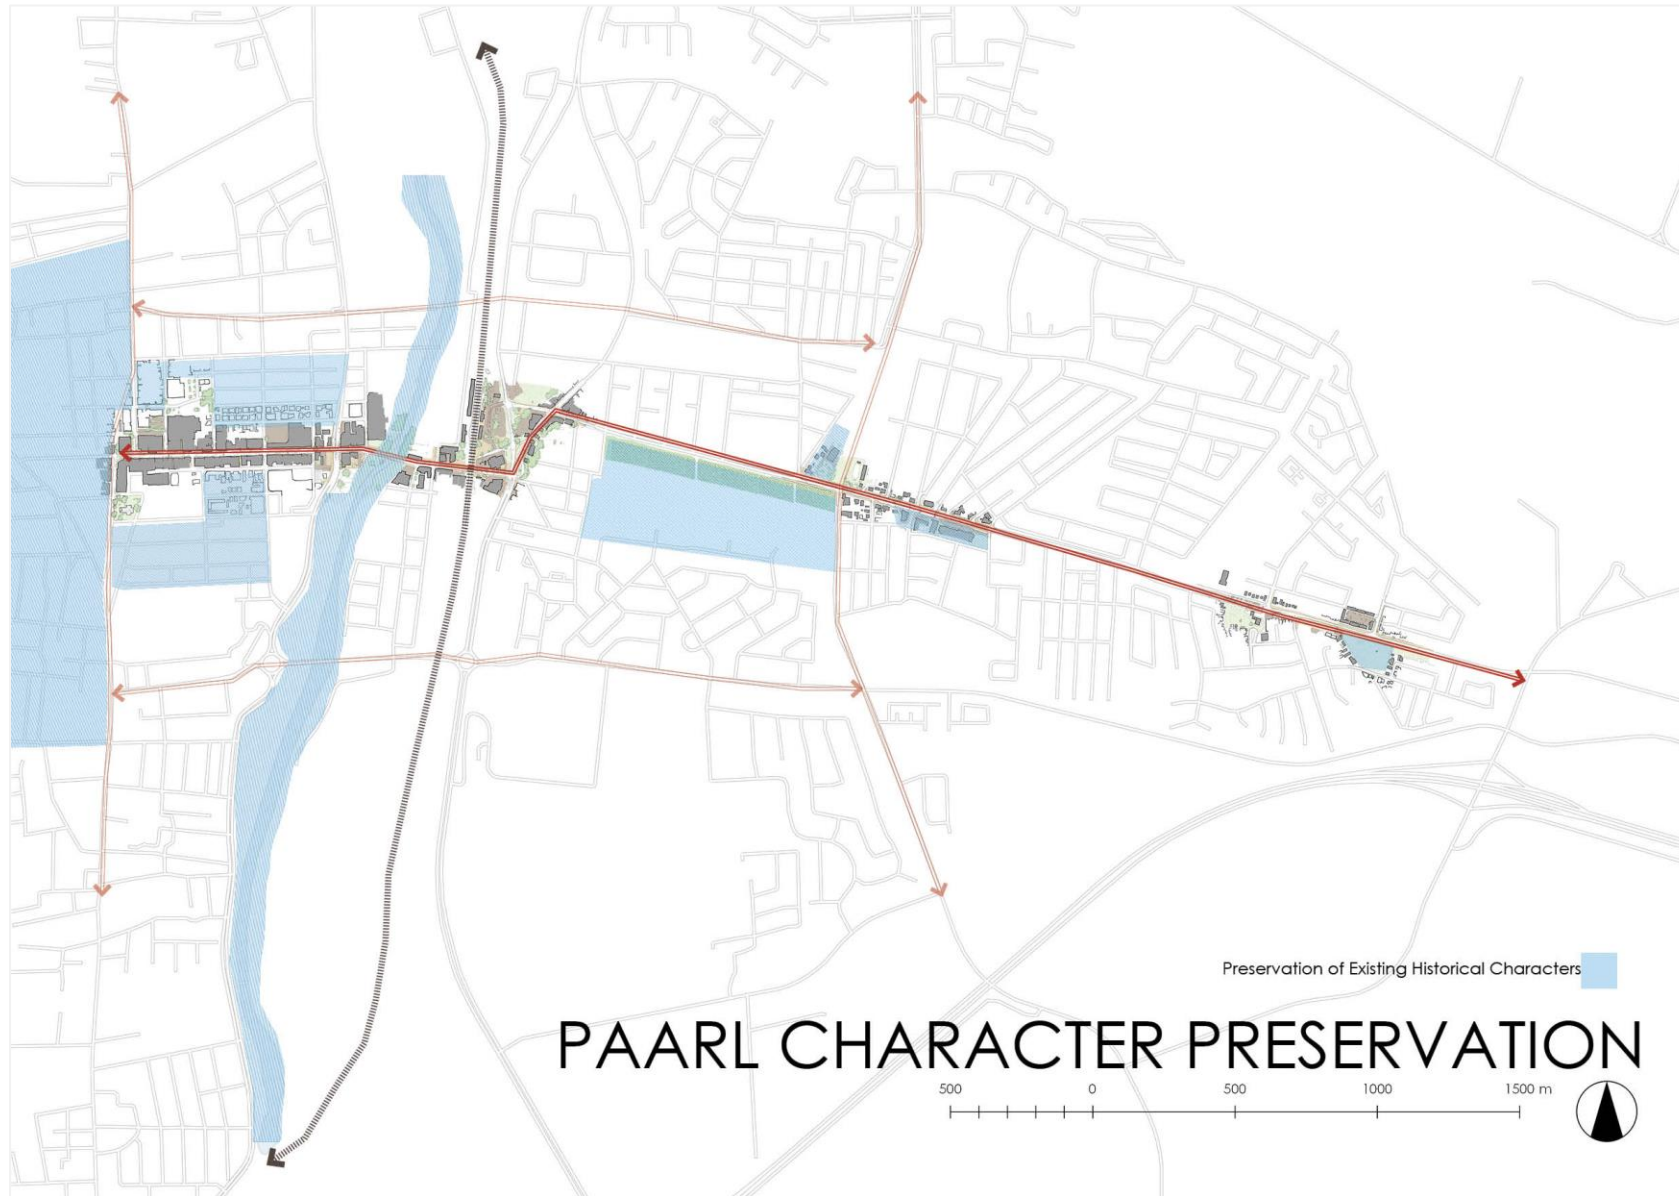 Preservation of Existing Historical Characters
PAARL CHARACTER PRESERVATION
500 0 500 1000 1500 m